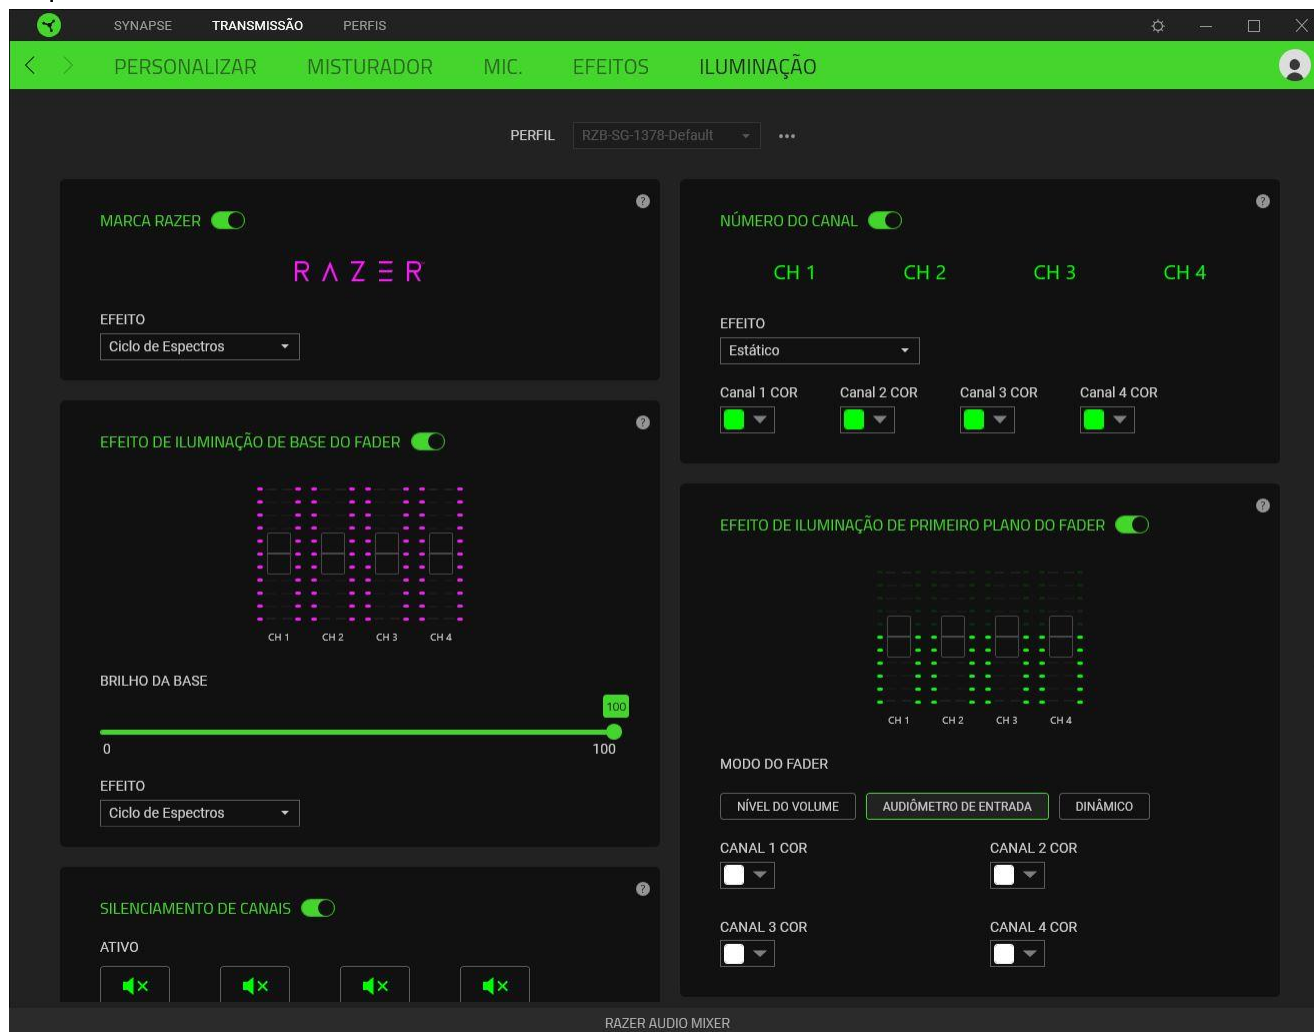 SYNAPSE TRANSMISSÃO PERFIS
PERSONALIZAR MISTURADOR MIC. EFEITOS ILUMINAÇÃO
PERFIL RZB-SG-1378-Default
MARCA RAZER
RAZER
EFEITO
Ciclo de Espectros
NÚMERO DO CANAL
CH 1 CH 2 CH 3 CH 4
EFEITO
Estático
Canal 1 COR Canal 2 COR Canal 3 COR Canal 4 COR
EFEITO DE ILUMINAÇÃO DE BASE DO FADER
CH 1 CH 2 CH 3 CH 4
BRILHO DA BASE
100
0 100
EFEITO
Ciclo de Espectros
EFEITO DE ILUMINAÇÃO DE PRIMEIRO PLANO DO FADER
CH 1 CH 2 CH 3 CH 4
MODO DO FADER
NÍVEL DO VOLUME AUDIÔMETRO DE ENTRADA DINÂMICO
CANAL 1 COR CANAL 2 COR
CANAL 3 COR CANAL 4 COR
SILENCIAMENTO DE CANAIS
ATIVO
RAZER AUDIO MIXER